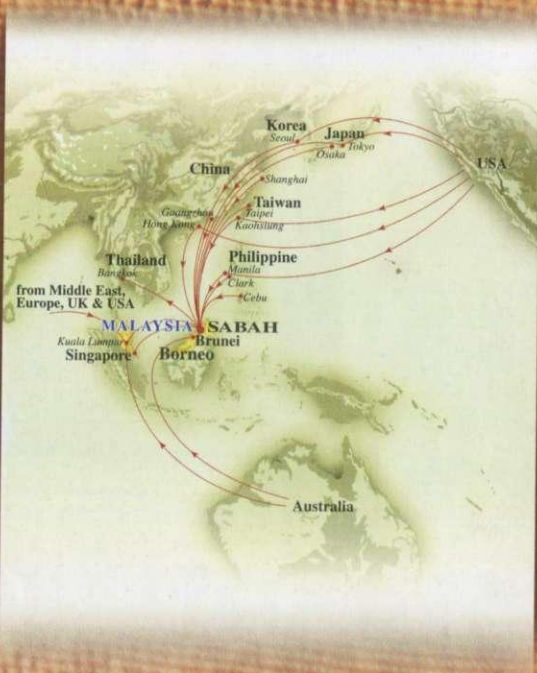 Korea
Seoul
Japan
Osaka
Tokyo
USA
China
Shanghai
Taiwan
Taipei
Guangzhou
Hong Kong
Kaohsiung
Thailand
Bangkok
Philippine
Manila
Clark
Cebu
from Middle East,
Europe, UK & USA
MALAYSIA
SABAH
Kuala Lumpur
Brunei
Singapore
Borneo
Australia